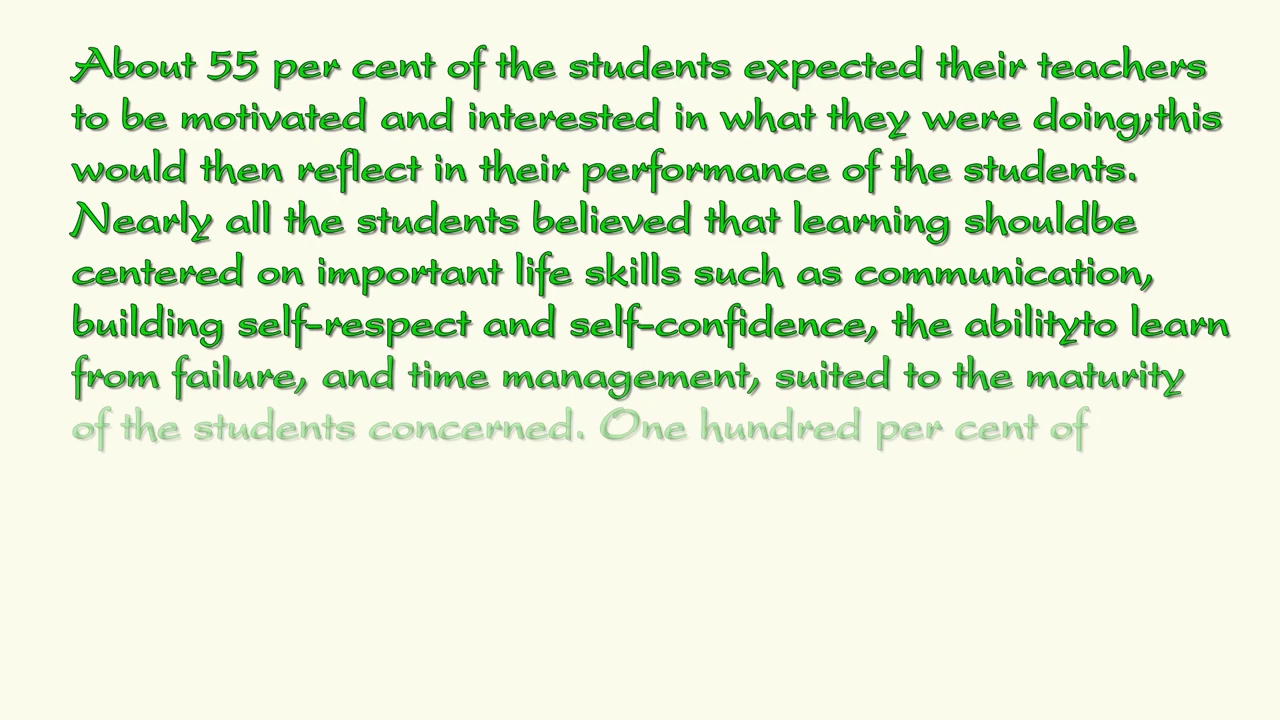 About 55 per cent of the students expected their teachers
to be motivated and interested in what they were doing;this
would then reflect in their performance of the students.
Nearly all the students believed that learning shouldbe
centered on important life skills such as communication,
building self-respect and self-confidence, the abilityto learn
from failure, and time management, suited to the maturity
of the students concerned. One hundred per cent of